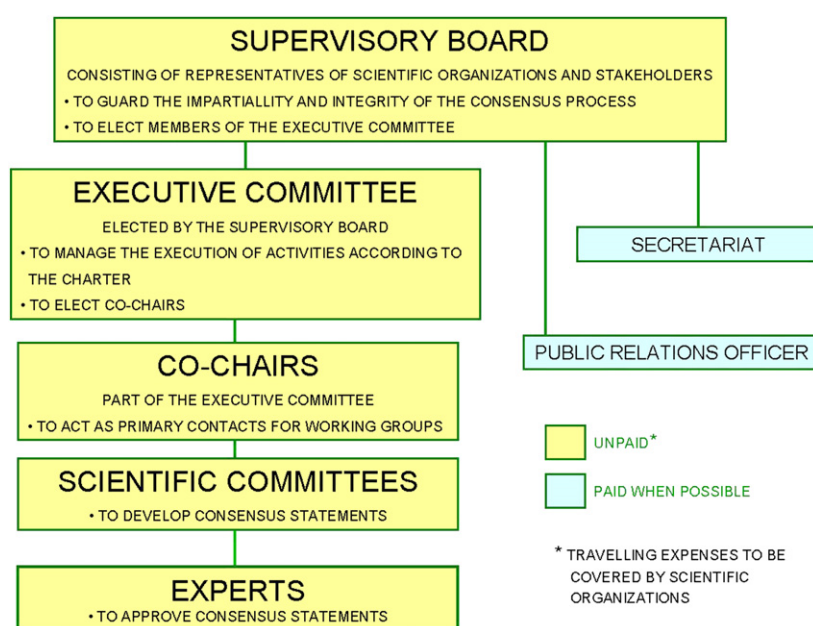 SUPERVISORY BOARD
CONSISTING OF REPRESENTATIVES OF SCIENTIFIC ORGANIZATIONS AND STAKEHOLDERS
• TO GUARD THE IMPARTIALLITY AND INTEGRITY OF THE CONSENSUS PROCESS
• TO ELECT MEMBERS OF THE EXECUTIVE COMMITTEE
EXECUTIVE COMMITTEE
ELECTED BY THE SUPERVISORY BOARD
• TO MANAGE THE EXECUTION OF ACTIVITIES ACCORDING TO
THE CHARTER
• TO ELECT CO-CHAIRS
SECRETARIAT
PUBLIC RELATIONS OFFICER
CO-CHAIRS
PART OF THE EXECUTIVE COMMITTEE
• TO ACT AS PRIMARY CONTACTS FOR WORKING GROUPS
SCIENTIFIC COMMITTEES
• TO DEVELOP CONSENSUS STATEMENTS
EXPERTS
• TO APPROVE CONSENSUS STATEMENTS
UNPAID*
PAID WHEN POSSIBLE
* TRAVELLING EXPENSES TO BE
COVERED BY SCIENTIFIC
ORGANIZATIONS